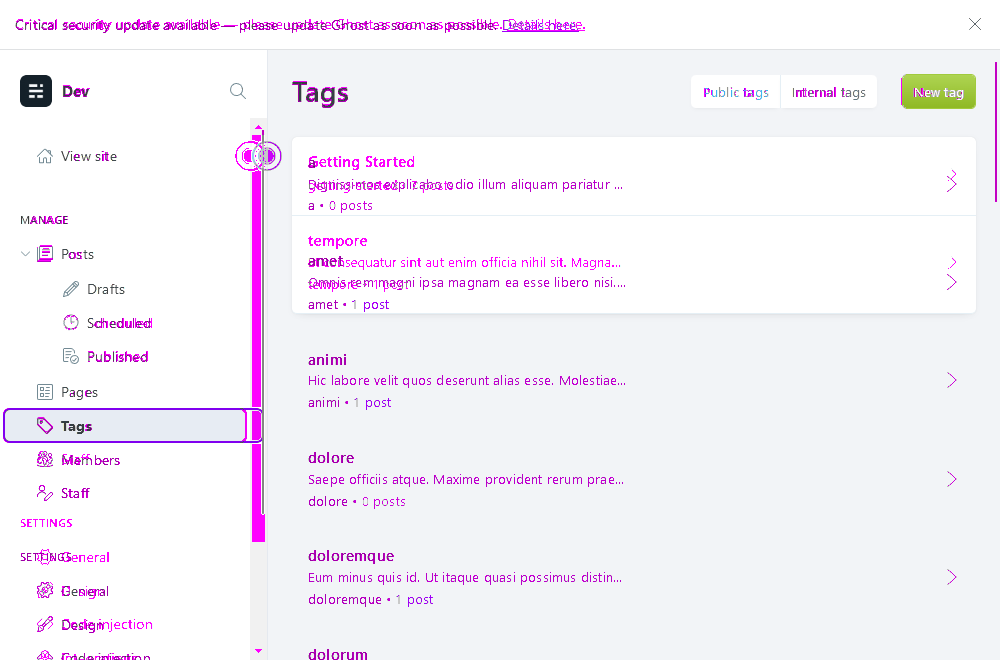 Critical security update available — please update Ghost as soon as possible. Details here.
Dev
View site
MANAGE
Posts
Drafts
Scheduled
Published
Pages
Tags
Members
Staff
SETTINGS
General
Design
Code injection
Tags
Public tags
Internal tags
New tag
Getting Started
a
Dignissimos explicabo odio illum aliquam pariatur ...
getting-started • 7 posts
a • 0 posts
tempore
amet
consequatur sint aut enim officia nihil sit. Magna...
Omnis rem magni ipsa magnam ea esse libero nisi....
tempore • 1 post
amet • 1 post
animi
Hic labore velit quos deserunt alias esse. Molestiae...
animi • 1 post
dolore
Saepe officiis atque. Maxime provident rerum prae...
dolore • 0 posts
doloremque
Eum minus quis id. Ut itaque quasi possimus distin...
doloremque • 1 post
dolorum